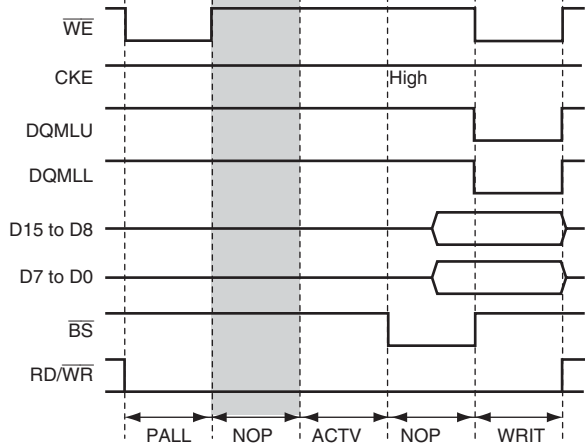 WE
CKE
High
DQMLU
DQMLL
D15 to D8
D7 to D0
BS
RD/WR
PALL NOP ACTV NOP WRIT